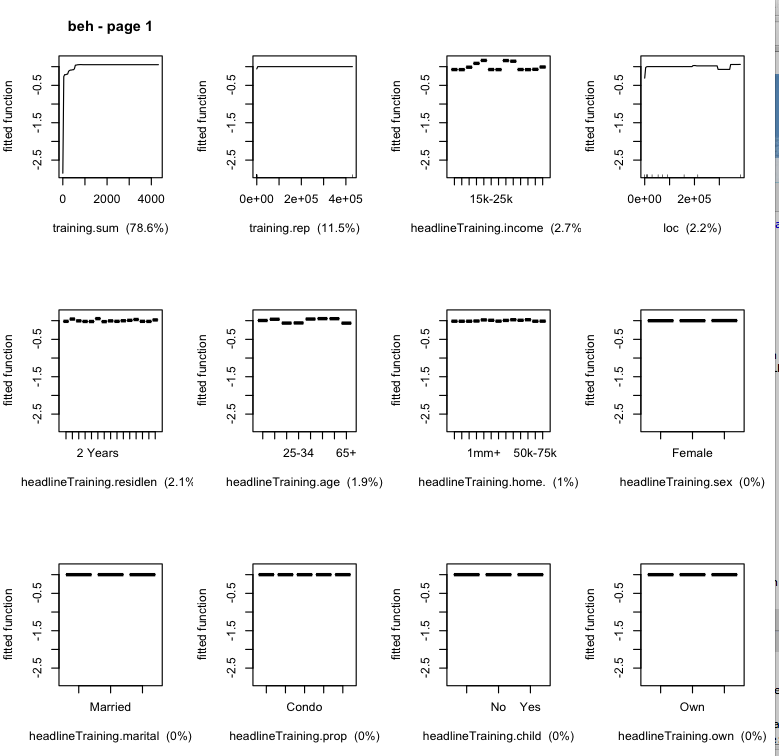 beh - page 1
fitted function
-0.5
-1.5
-2.5
0 2000 4000
training.sum (78.6%)
fitted function
-0.5
-1.5
-2.5
0e+00 2e+05 4e+05
training.rep (11.5%)
fitted function
-0.5
-1.5
-2.5
15k-25k
headlineTraining.income (2.7%
fitted function
-0.5
-1.5
-2.5
0e+00 2e+05
loc (2.2%)
fitted function
-0.5
-1.5
-2.5
2 Years
headlineTraining.residlen (2.1%
fitted function
-0.5
-1.5
-2.5
25-34 65+
headlineTraining.age (1.9%)
fitted function
-0.5
-1.5
-2.5
1mm+ 50k-75k
headlineTraining.home. (1%)
fitted function
-0.5
-1.5
-2.5
Female
headlineTraining.sex (0%)
fitted function
-0.5
-1.5
-2.5
Married
headlineTraining.marital (0%)
fitted function
-0.5
-1.5
-2.5
Condo
headlineTraining.prop (0%)
fitted function
-0.5
-1.5
-2.5
No Yes
headlineTraining.child (0%)
fitted function
-0.5
-1.5
-2.5
Own
headlineTraining.own (0%)